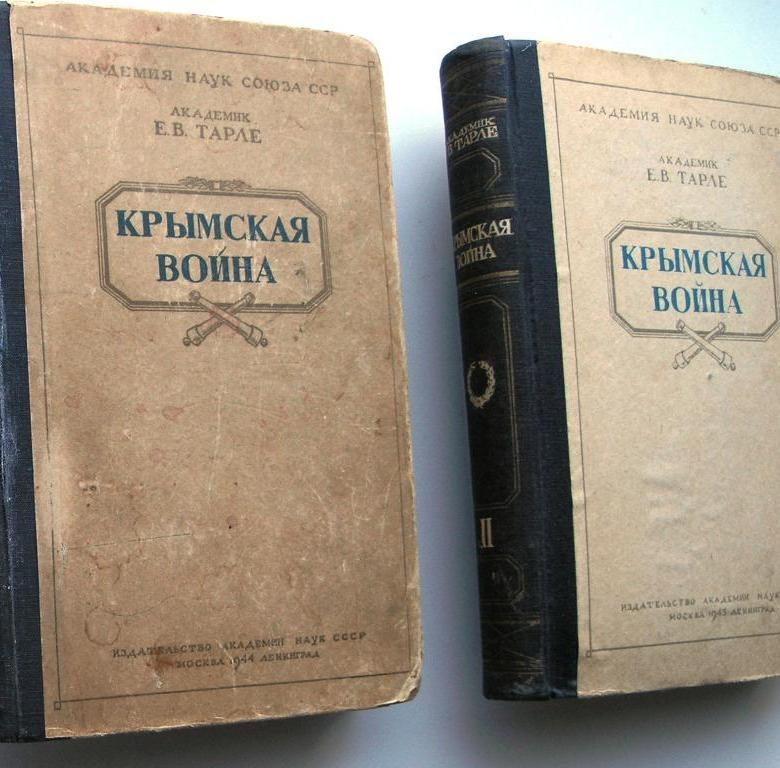 АКАДЕМИЯ НАУК СОЮЗА ССР
АКАДЕМИК
Е.В. ТАРЛЕ
КРЫМСКАЯ
ВОЙНА
ИЗДАТЕЛЬСТВО АКАДЕМИИ НАУК СССР
МОСКВА 1944 ЛЕНИНГРАД
АКАДЕМИК
Е.В. ТАРЛЕ
КРЫМСКАЯ
ВОЙНА
II
АКАДЕМИЯ НАУК СОЮЗА ССР
АКАДЕМИК
Е.В. ТАРЛЕ
КРЫМСКАЯ
ВОЙНА
ИЗДАТЕЛЬСТВО АКАДЕМИИ НАУК
МОСКВА 1943 ЛЕНИНГРАД